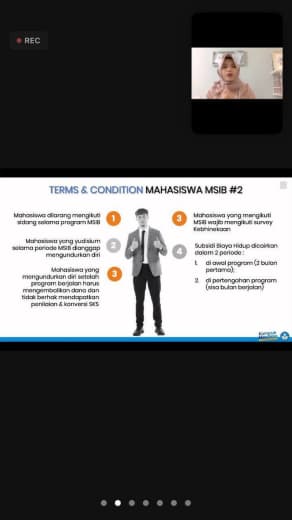 REC
TERMS & CONDITION MAHASISWA MSIB #2
Mahasiswa dilarang mengikuti
sidang selama program MSIB
1
Mahasiswa yang yudisium
selama periode MSIB dianggap
mengundurkan diri
2
Mahasiswa yang
mengundurkan diri setelah
program berjalan harus
mengembalikan dana dan
tidak berhak mendapatkan
penilaian & konversi SKS
3
3
Mahasiswa yang mengikuti
MSIB wajib mengikuti survey
Kebhinekaan
4
Subsidi Biaya Hidup dicairkan
dalam 2 periode :
1. di awal program (2 bulan
pertama);
2. di pertengahan program
(sisa bulan berjalan)